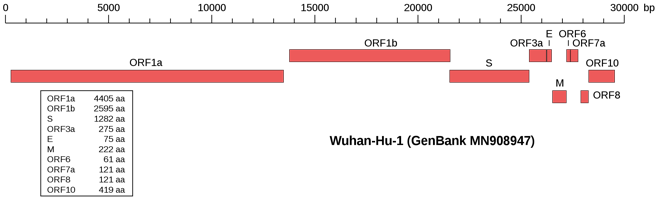 0 5000 10000 15000 20000 25000 30000 bp
E ORF6
ORF1b ORF3a ORF7a
ORF1a S ORF10
M
ORF8
ORF1a 4405 aa
ORF1b 2595 aa
S 1282 aa
ORF3a 275 aa
E 75 aa
M 222 aa
ORF6 61 aa
ORF7a 121 aa
ORF8 121 aa
ORF10 419 aa
Wuhan-Hu-1 (GenBank MN908947)